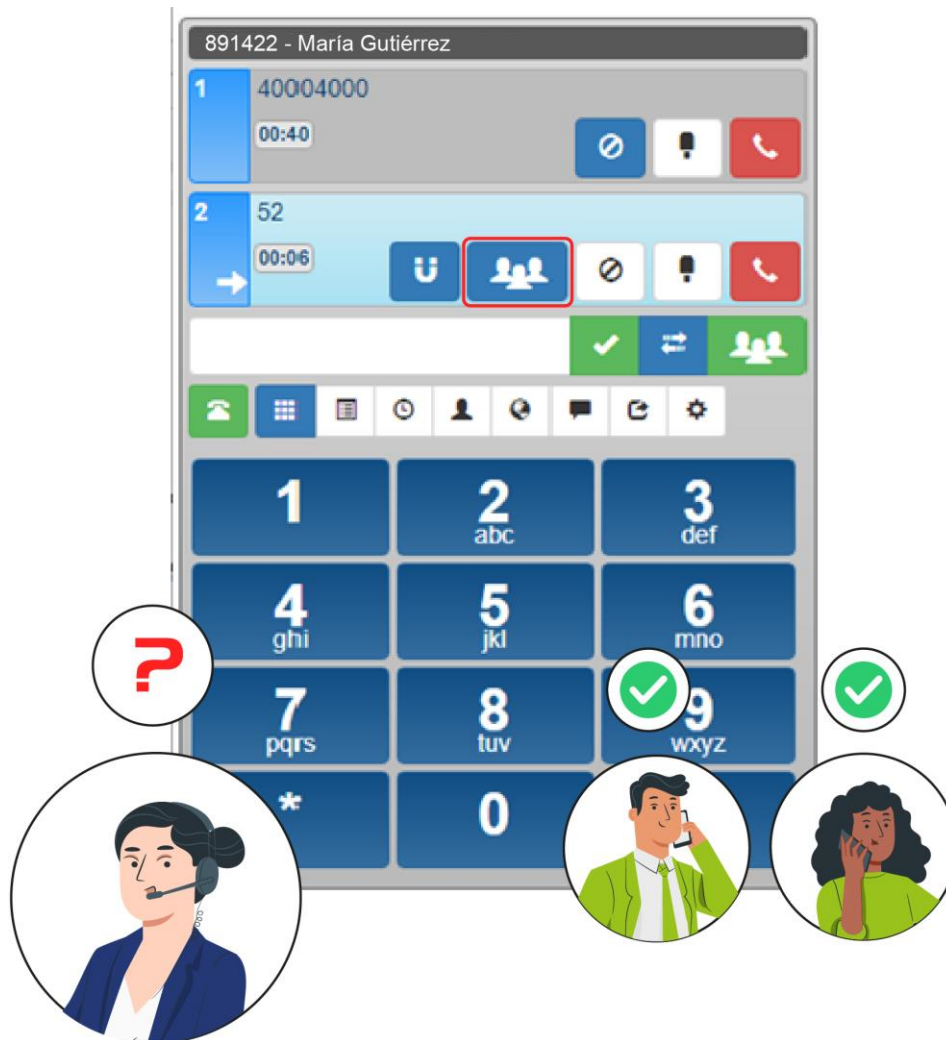 891422 - María Gutiérrez
1 40004000
00:40
2 52
00:06
1 2 3
abc def
4 5 6
ghi jkl mno
7 8 9
pqrs tuv wxyz
* 0
?